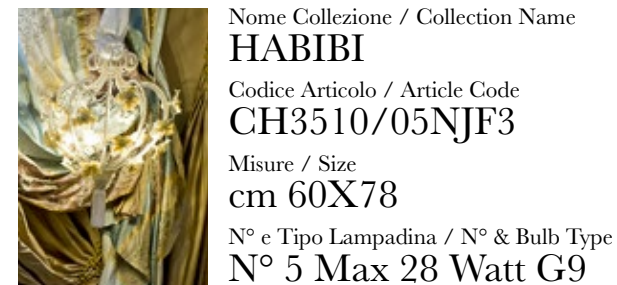 Nome Collezione / Collection Name
HABIBI
Codice Articolo / Article Code
CH3510/05NJF3
Misure / Size
cm 60X78
N° e Tipo Lampadina / N° & Bulb Type
N° 5 Max 28 Watt G9